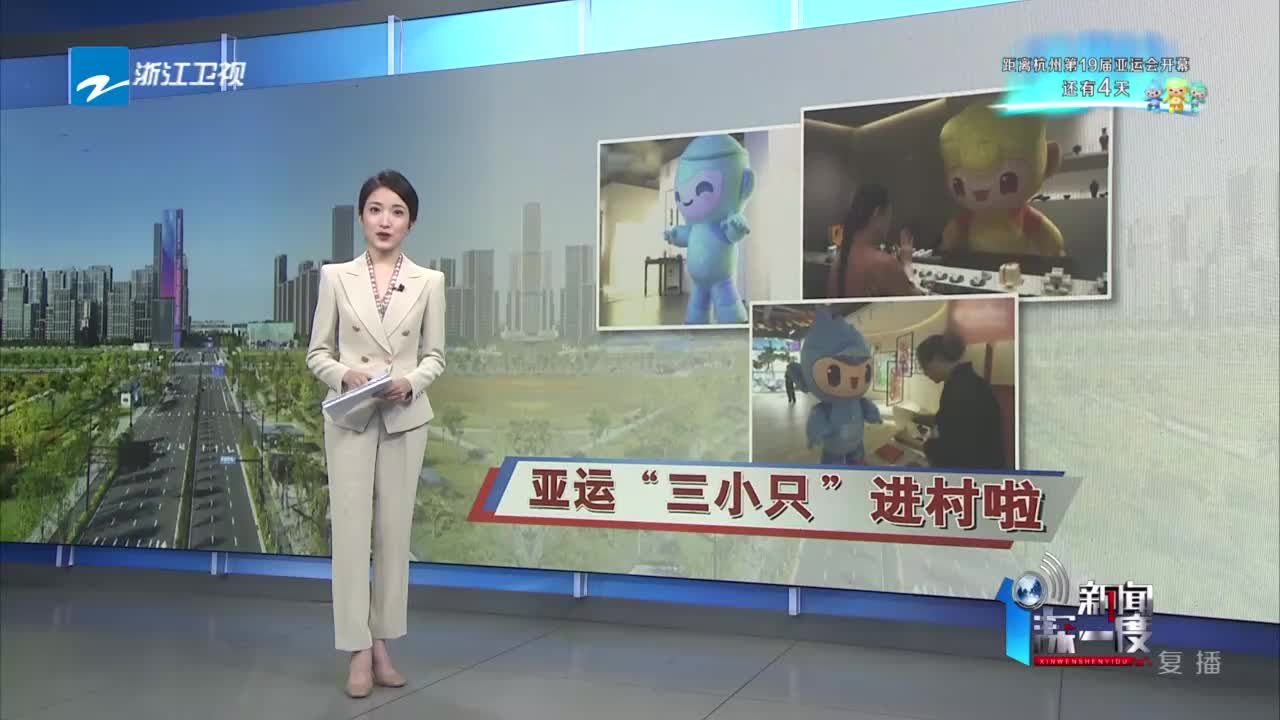 浙江卫视
距离杭州第19届亚运会开幕
还有4天
亚运“三小只”进村啦
新闻
深一度
XINWENSHENYIDU
复播